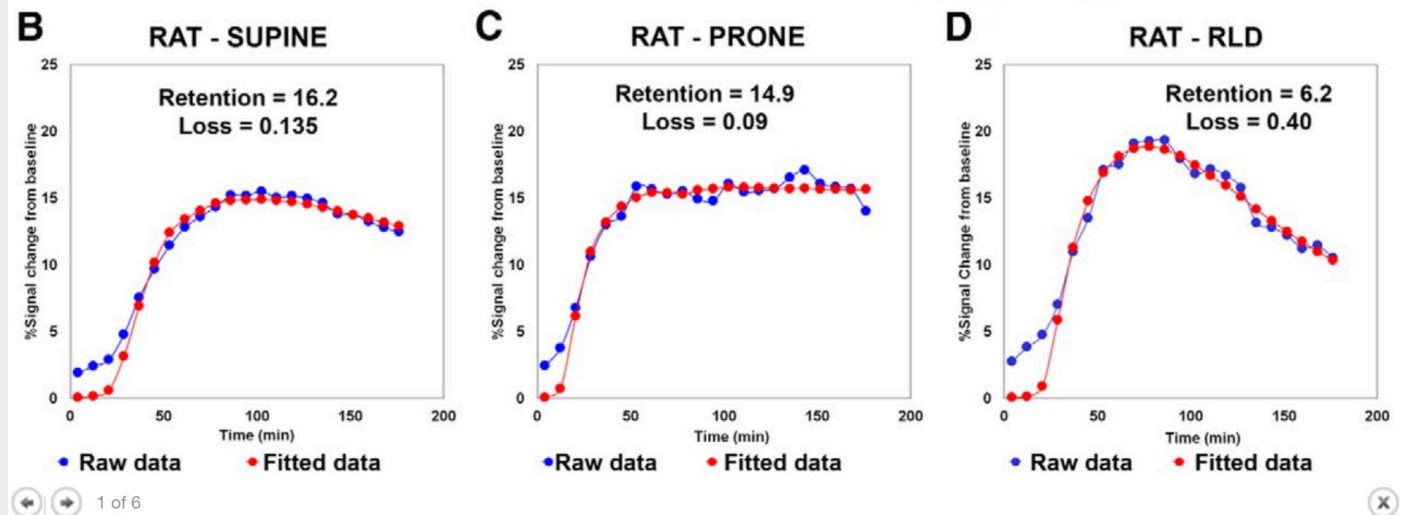 B
RAT - SUPINE
Retention = 16.2
Loss = 0.135
%Signal change from baseline
25
20
15
10
5
0
0 50 100 150 200
Time (min)
Raw data Fitted data
C
RAT - PRONE
Retention = 14.9
Loss = 0.09
%Signal change from baseline
25
20
15
10
5
0
0 50 100 150 200
Time (min)
Raw data Fitted data
D
RAT - RLD
Retention = 6.2
Loss = 0.40
%Signal Change from baseline
25
20
15
10
5
0
0 50 100 150 200
Time (min)
Raw data Fitted data
1 of 6